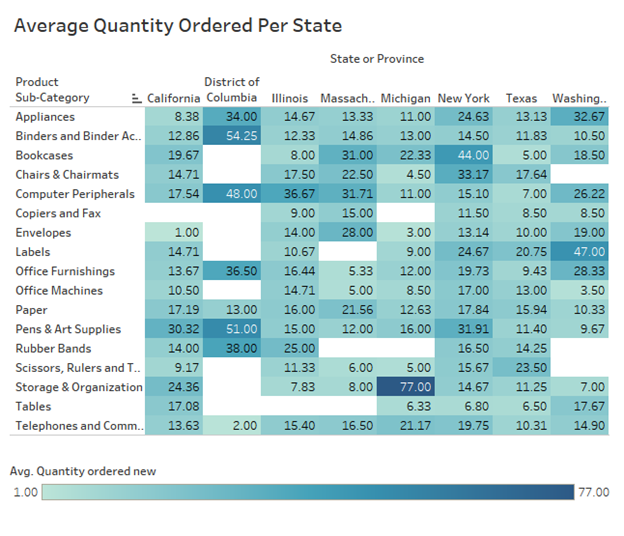 Average Quantity Ordered Per State
State or Province
Product
Sub-Category California District of Columbia Illinois Massach.. Michigan New York Texas Washing..
Appliances 8.38 34.00 14.67 13.33 11.00 24.63 13.13 32.67
Binders and Binder Ac.. 12.86 54.25 12.33 14.86 13.00 14.50 11.83 10.50
Bookcases 19.67 8.00 31.00 22.33 44.00 5.00 18.50
Chairs & Chairmats 14.71 17.50 22.50 4.50 33.17 17.64
Computer Peripherals 17.54 48.00 36.67 31.71 11.00 15.10 7.00 26.22
Copiers and Fax 9.00 15.00 11.50 8.50 8.50
Envelopes 1.00 14.00 28.00 3.00 13.14 10.00 19.00
Labels 14.71 10.67 9.00 24.67 20.75 47.00
Office Furnishings 13.67 36.50 16.44 5.33 12.00 19.73 9.43 28.33
Office Machines 10.50 14.71 5.00 8.50 17.00 13.00 3.50
Paper 17.19 13.00 16.00 21.56 12.63 17.84 15.94 10.33
Pens & Art Supplies 30.32 51.00 15.00 12.00 16.00 31.91 11.40 9.67
Rubber Bands 14.00 38.00 25.00 16.50 14.25
Scissors, Rulers and T.. 9.17 11.33 6.00 5.00 15.67 23.50
Storage & Organization 24.36 7.83 8.00 77.00 14.67 11.25 7.00
Tables 17.08 6.33 6.80 6.50 17.67
Telephones and Comm.. 13.63 2.00 15.40 16.50 21.17 19.75 10.31 14.90
Avg. Quantity ordered new
1.00 77.00